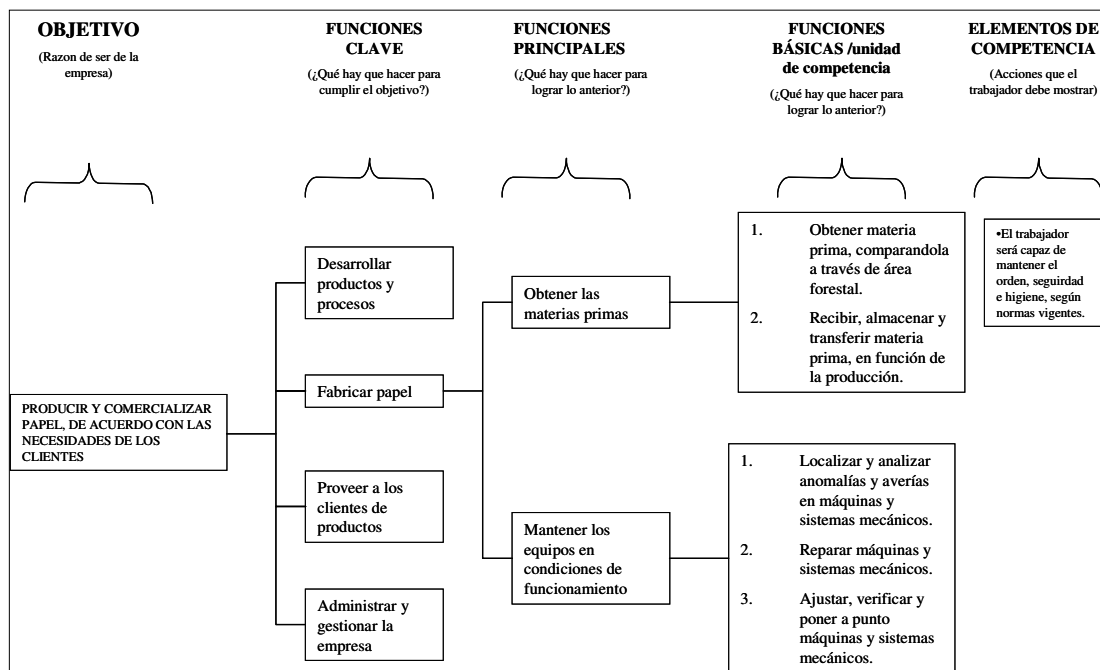 OBJETIVO
(Razon de ser de la
empresa)
FUNCIONES
CLAVE
(¿Qué hay que hacer para
cumplir el objetivo?)
FUNCIONES
PRINCIPALES
(¿Qué hay que hacer para
lograr lo anterior?)
FUNCIONES
BÁSICAS /unidad
de competencia
(¿Qué hay que hacer para
lograr lo anterior?)
ELEMENTOS DE
COMPETENCIA
(Acciones que el
trabajador debe mostrar)
PRODUCIR Y COMERCIALIZAR
PAPEL, DE ACUERDO CON LAS
NECESIDADES DE LOS
CLIENTES
Desarrollar
productos y
procesos
Fabricar papel
Proveer a los
clientes de
productos
Administrar y
gestionar la
empresa
Obtener las
materias primas
Mantener los
equipos en
condiciones de
funcionamiento
1. Obtener materia
prima, comparandola
a través de área
forestal.
2. Recibir, almacenar y
transferir materia
prima, en función de
la producción.
1. Localizar y analizar
anomalías y averías
en máquinas y
sistemas mecánicos.
2. Reparar máquinas y
sistemas mecánicos.
3. Ajustar, verificar y
poner a punto
máquinas y sistemas
mecánicos.
•El trabajador
será capaz de
mantener el
orden, seguirdad
e higiene, según
normas vigentes.